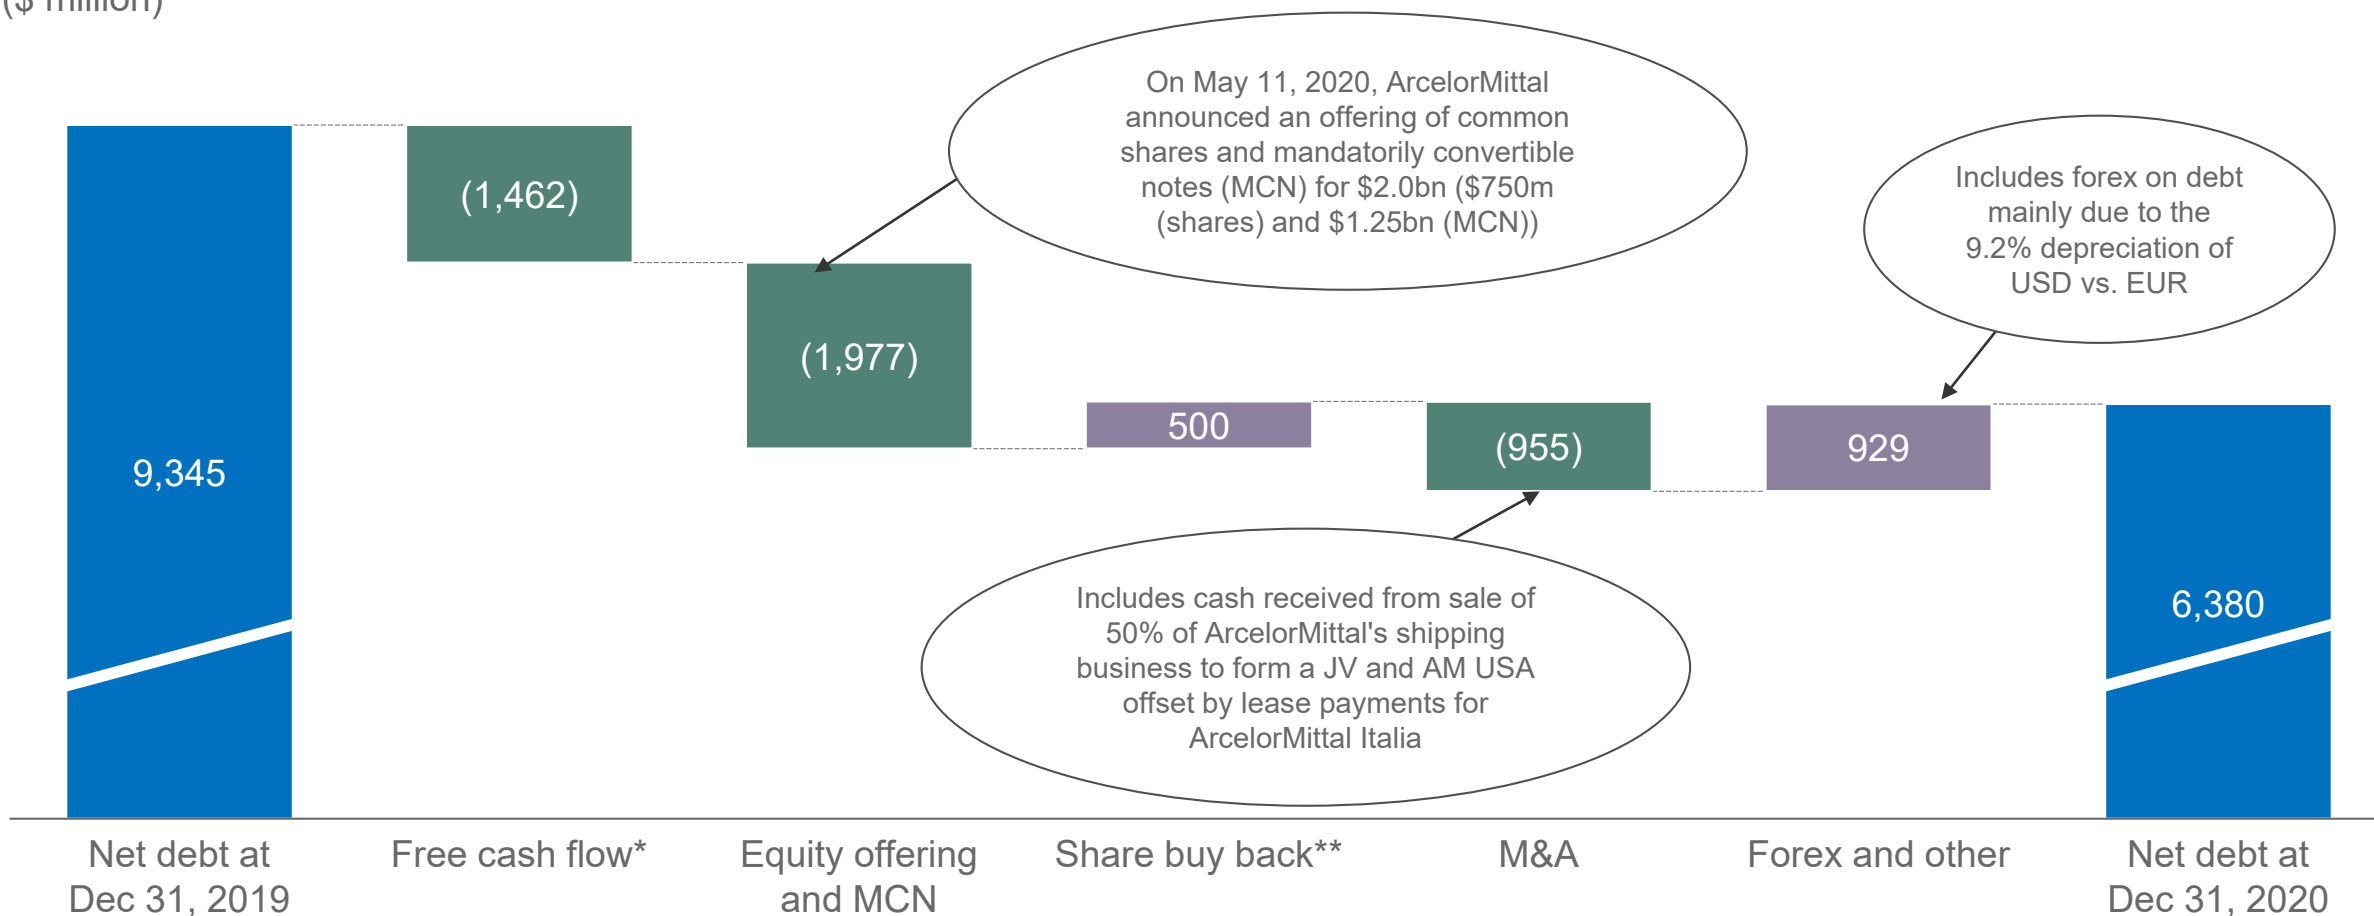 ($ million)
On May 11, 2020, ArcelorMittal
announced an offering of common
shares and mandatorily convertible
notes (MCN) for $2.0bn ($750m
(shares) and $1.25bn (MCN))
Includes forex on debt
mainly due to the
9.2% depreciation of
USD vs. EUR
(1,462)
(1,977)
500
(955)
929
9,345
6,380
Includes cash received from sale of
50% of ArcelorMittal's shipping
business to form a JV and AM USA
offset by lease payments for
ArcelorMittal Italia
Net debt at
Dec 31, 2019
Free cash flow*
Equity offering
and MCN
Share buy back**
M&A
Forex and other
Net debt at
Dec 31, 2020